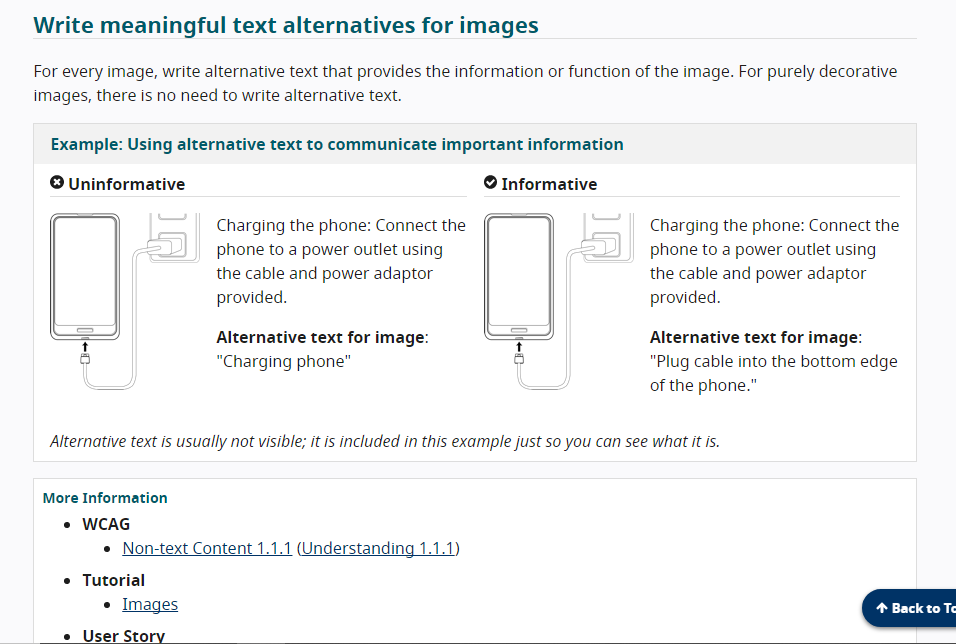 Write meaningful text alternatives for images
For every image, write alternative text that provides the information or function of the image. For purely decorative
images, there is no need to write alternative text.
Example: Using alternative text to communicate important information
Uninformative
Charging the phone: Connect the
phone to a power outlet using
the cable and power adaptor
provided.
Alternative text for image:
"Charging phone"
Informative
Charging the phone: Connect the
phone to a power outlet using
the cable and power adaptor
provided.
Alternative text for image:
"Plug cable into the bottom edge
of the phone."
Alternative text is usually not visible; it is included in this example just so you can see what it is.
More Information
WCAG
Non-text Content 1.1.1 (Understanding 1.1.1)
Tutorial
Images
User Story
Back to To